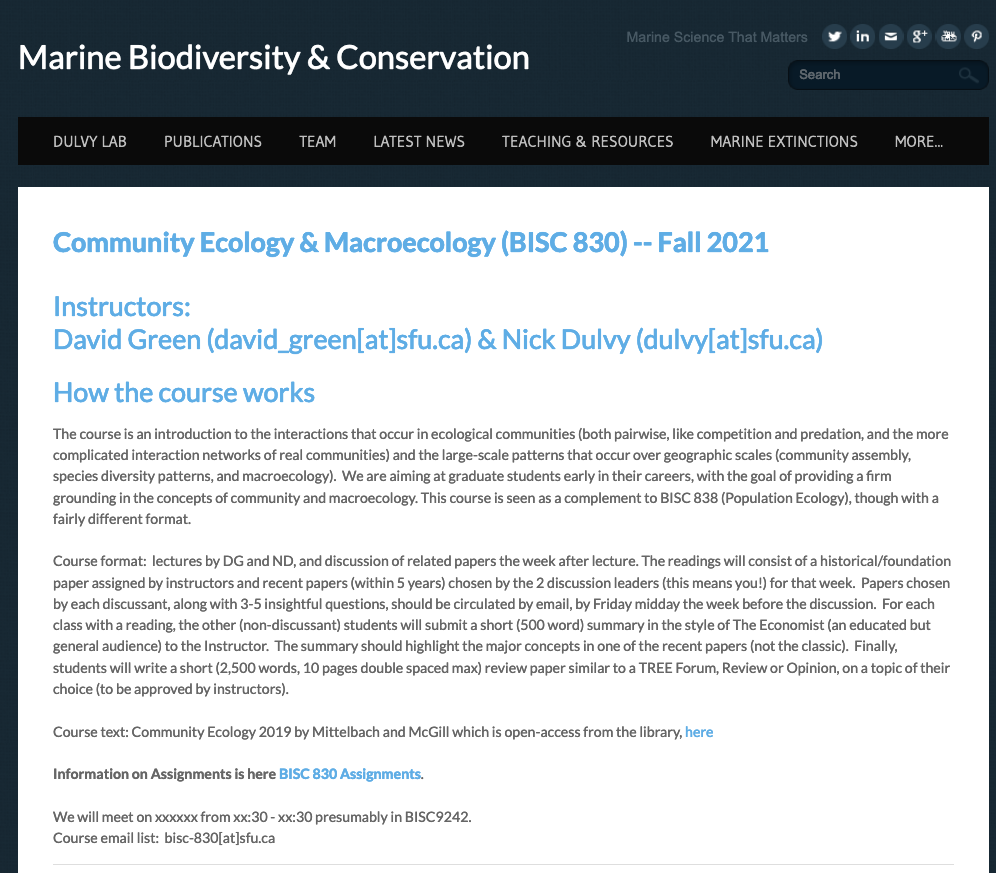 Marine Science That Matters
Marine Biodiversity & Conservation
Search
DULVY LAB PUBLICATIONS TEAM LATEST NEWS TEACHING & RESOURCES MARINE EXTINCTIONS MORE...
Community Ecology & Macroecology (BISC 830) -- Fall 2021
Instructors:
David Green (david_green[at]sfu.ca) & Nick Dulvy (dulvy[at]sfu.ca)
How the course works
The course is an introduction to the interactions that occur in ecological communities (both pairwise, like competition and predation, and the more
complicated interaction networks of real communities) and the large-scale patterns that occur over geographic scales (community assembly,
species diversity patterns, and macroecology).  We are aiming at graduate students early in their careers, with the goal of providing a firm
grounding in the concepts of community and macroecology. This course is seen as a complement to BISC 838 (Population Ecology), though with a
fairly different format.
Course format:  lectures by DG and ND, and discussion of related papers the week after lecture. The readings will consist of a historical/foundation
paper assigned by instructors and recent papers (within 5 years) chosen by the 2 discussion leaders (this means you!) for that week.  Papers chosen
by each discussant, along with 3-5 insightful questions, should be circulated by email, by Friday midday the week before the discussion.  For each
class with a reading, the other (non-discussant) students will submit a short (500 word) summary in the style of The Economist (an educated but
general audience) to the Instructor.  The summary should highlight the major concepts in one of the recent papers (not the classic).  Finally,
students will write a short (2,500 words, 10 pages double spaced max) review paper similar to a TREE Forum, Review or Opinion, on a topic of their
choice (to be approved by instructors).
Course text: Community Ecology 2019 by Mittelbach and McGill which is open-access from the library, here
Information on Assignments is here BISC 830 Assignments.
We will meet on xxxxxx from xx:30 - xx:30 presumably in BISC9242.
Course email list:  bisc-830[at]sfu.ca